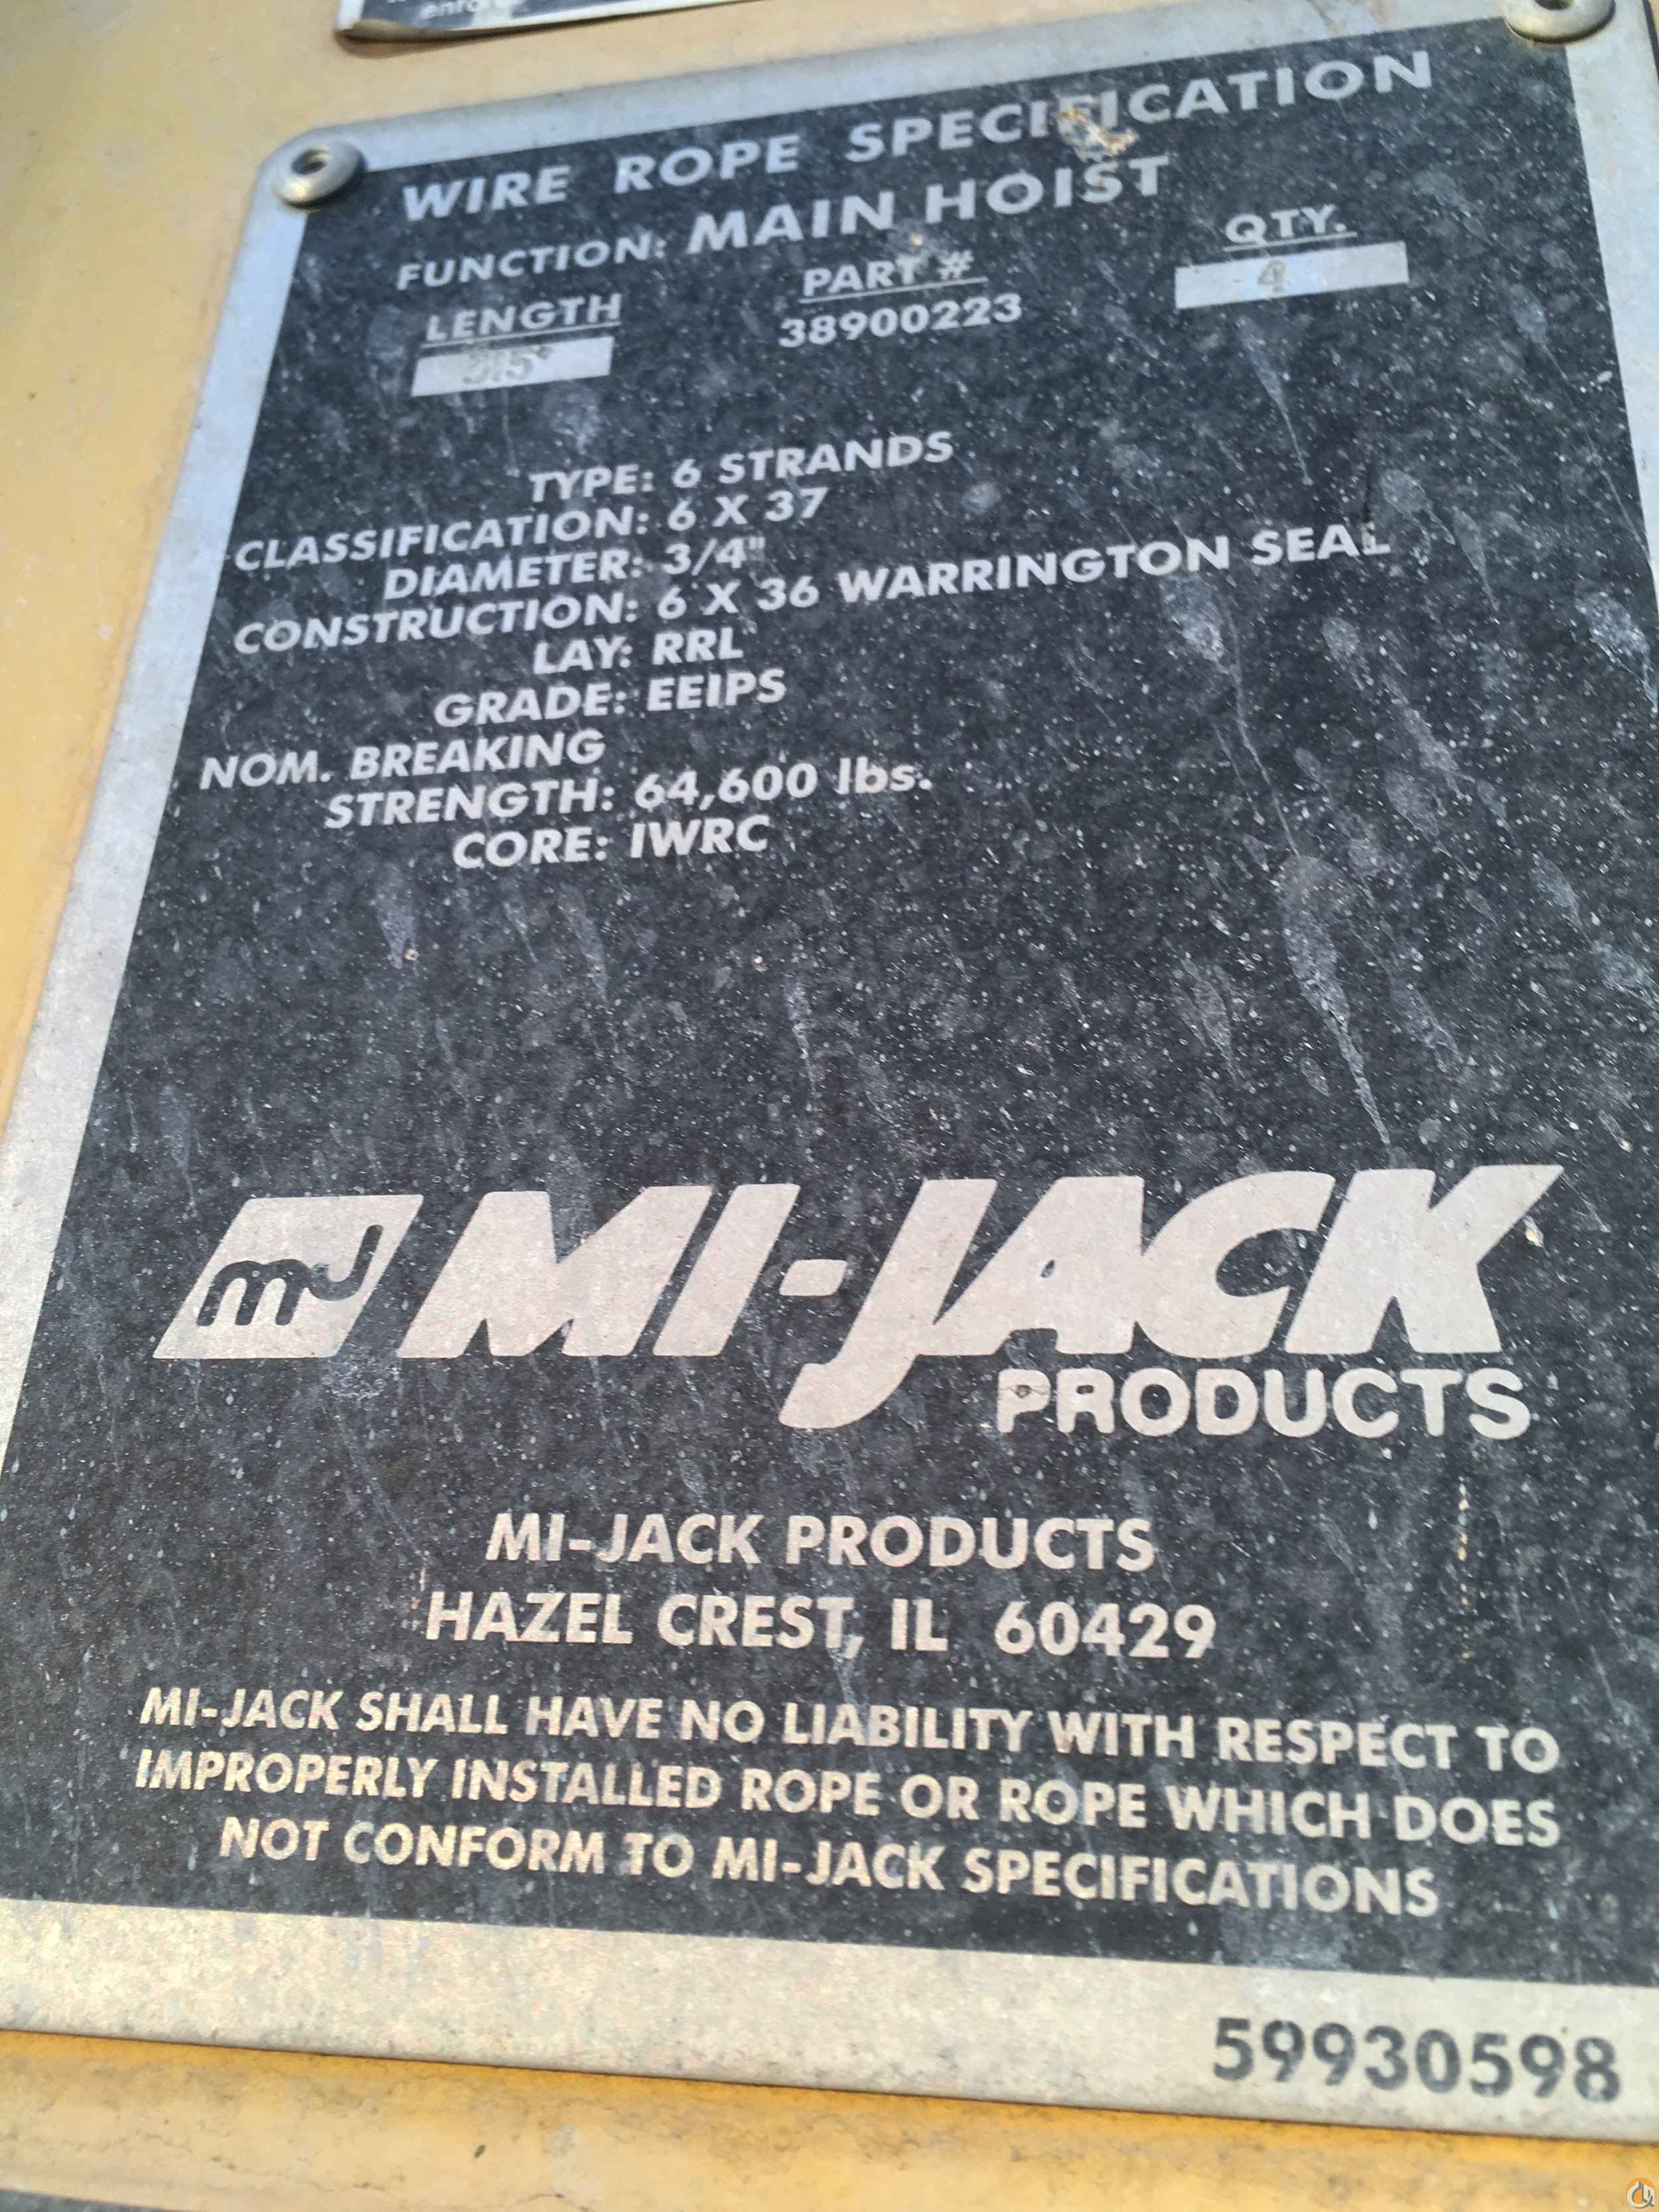 WIRE ROPE SPECIFICATION
FUNCTION: MAIN HOIST
LENGTH PART # QTY.
315' 38900223 4
TYPE: 6 STRANDS
CLASSIFICATION: 6 X 37
DIAMETER: 3/4"
CONSTRUCTION: 6 X 36 WARRINGTON SEAL
LAY: RRL
GRADE: EEIPS
NOM. BREAKING
STRENGTH: 64,600 lbs.
CORE: IWRC
mJ MI-JACK
PRODUCTS
MI-JACK PRODUCTS
HAZEL CREST, IL 60429
MI-JACK SHALL HAVE NO LIABILITY WITH RESPECT TO
IMPROPERLY INSTALLED ROPE OR ROPE WHICH DOES
NOT CONFORM TO MI-JACK SPECIFICATIONS
59930598